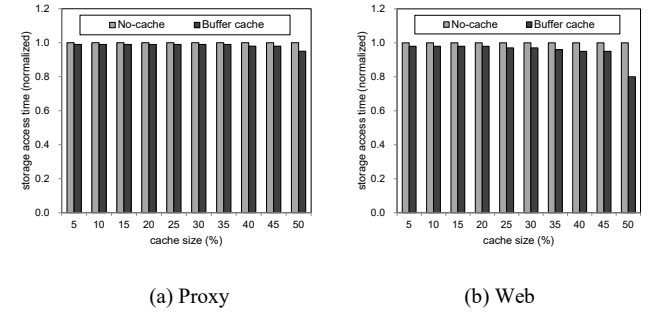 No-cache Buffer cache
storage access time (normalized)
1.2
1.0
0.8
0.6
0.4
0.2
0.0
5 10 15 20 25 30 35 40 45 50
cache size (%)
(a) Proxy
No-cache Buffer cache
storage access time (normalized)
1.2
1.0
0.8
0.6
0.4
0.2
0.0
5 10 15 20 25 30 35 40 45 50
cache size (%)
(b) Web